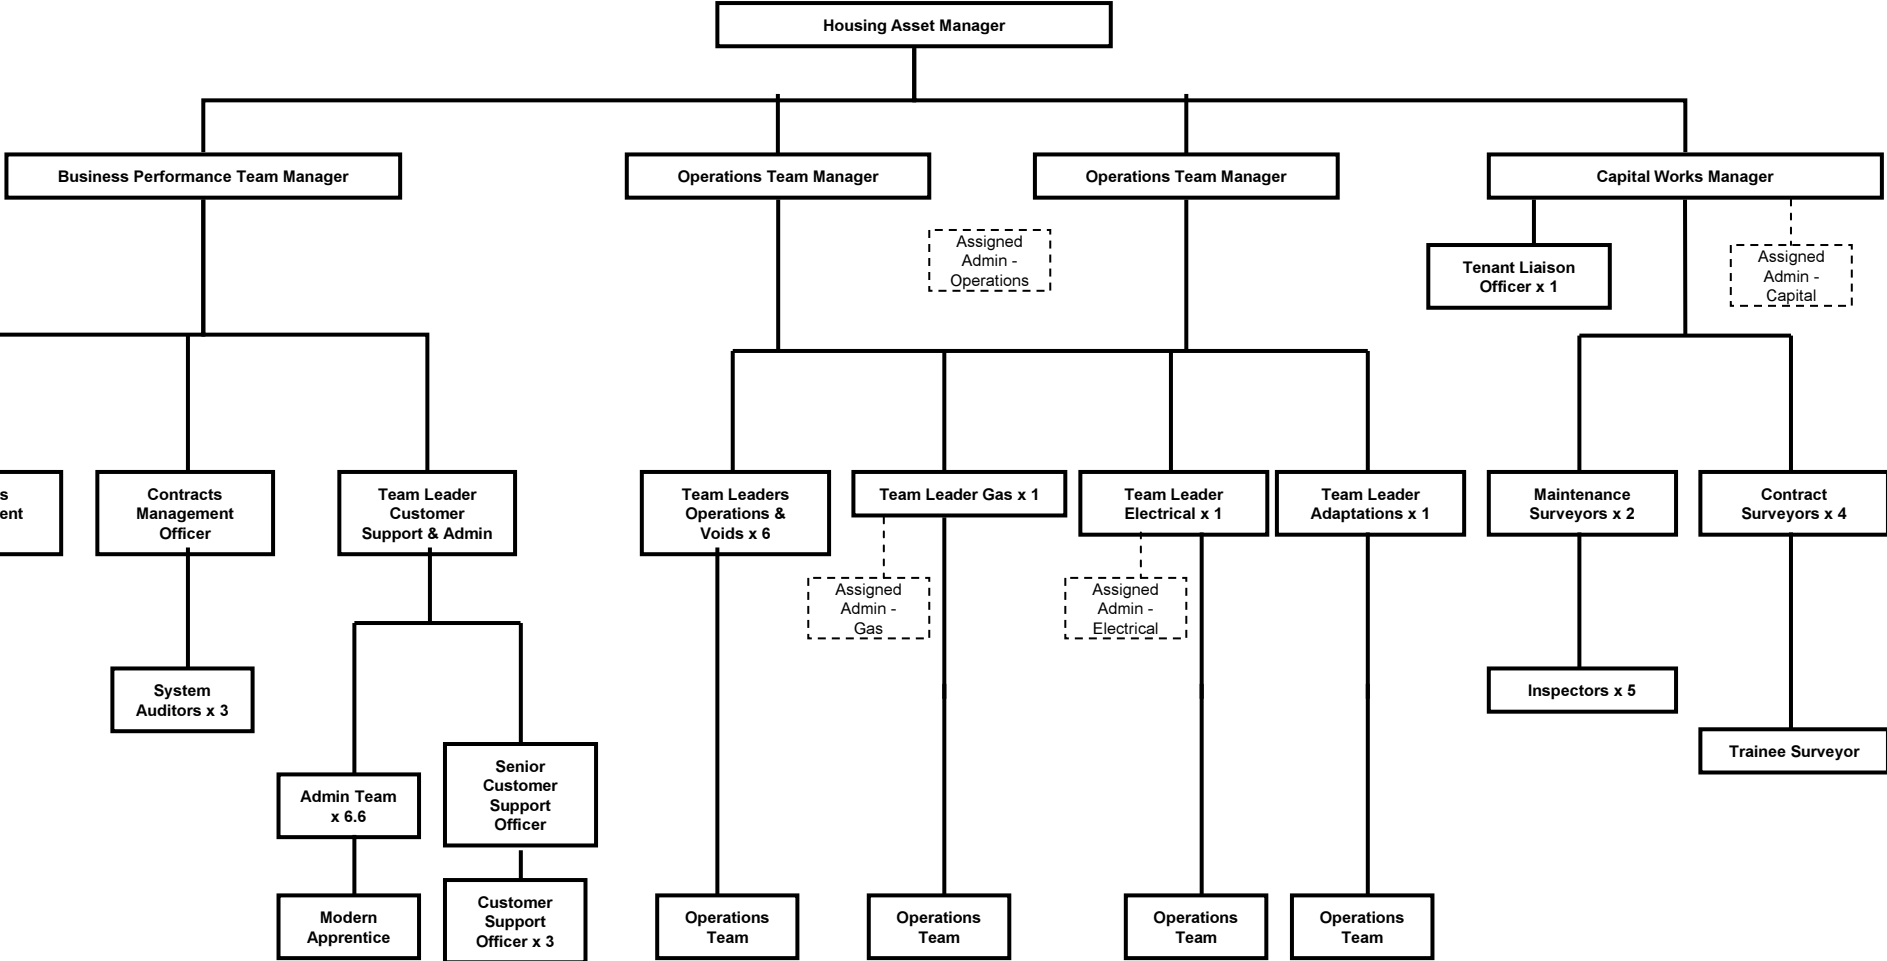 Housing Asset Manager
Business Performance Team Manager
Operations Team Manager
Operations Team Manager
Capital Works Manager
Assigned
Admin -
Operations
Tenant Liaison
Officer x 1
Assigned
Admin -
Capital
Contracts
Management
Officer
Team Leader
Customer
Support & Admin
Team Leaders
Operations &
Voids x 6
Team Leader Gas x 1
Team Leader
Electrical x 1
Team Leader
Adaptations x 1
Maintenance
Surveyors x 2
Contract
Surveyors x 4
Assigned
Admin -
Gas
Assigned
Admin -
Electrical
System
Auditors x 3
Inspectors x 5
Trainee Surveyor
Admin Team
x 6.6
Senior
Customer
Support
Officer
Modern
Apprentice
Customer
Support
Officer x 3
Operations
Team
Operations
Team
Operations
Team
Operations
Team